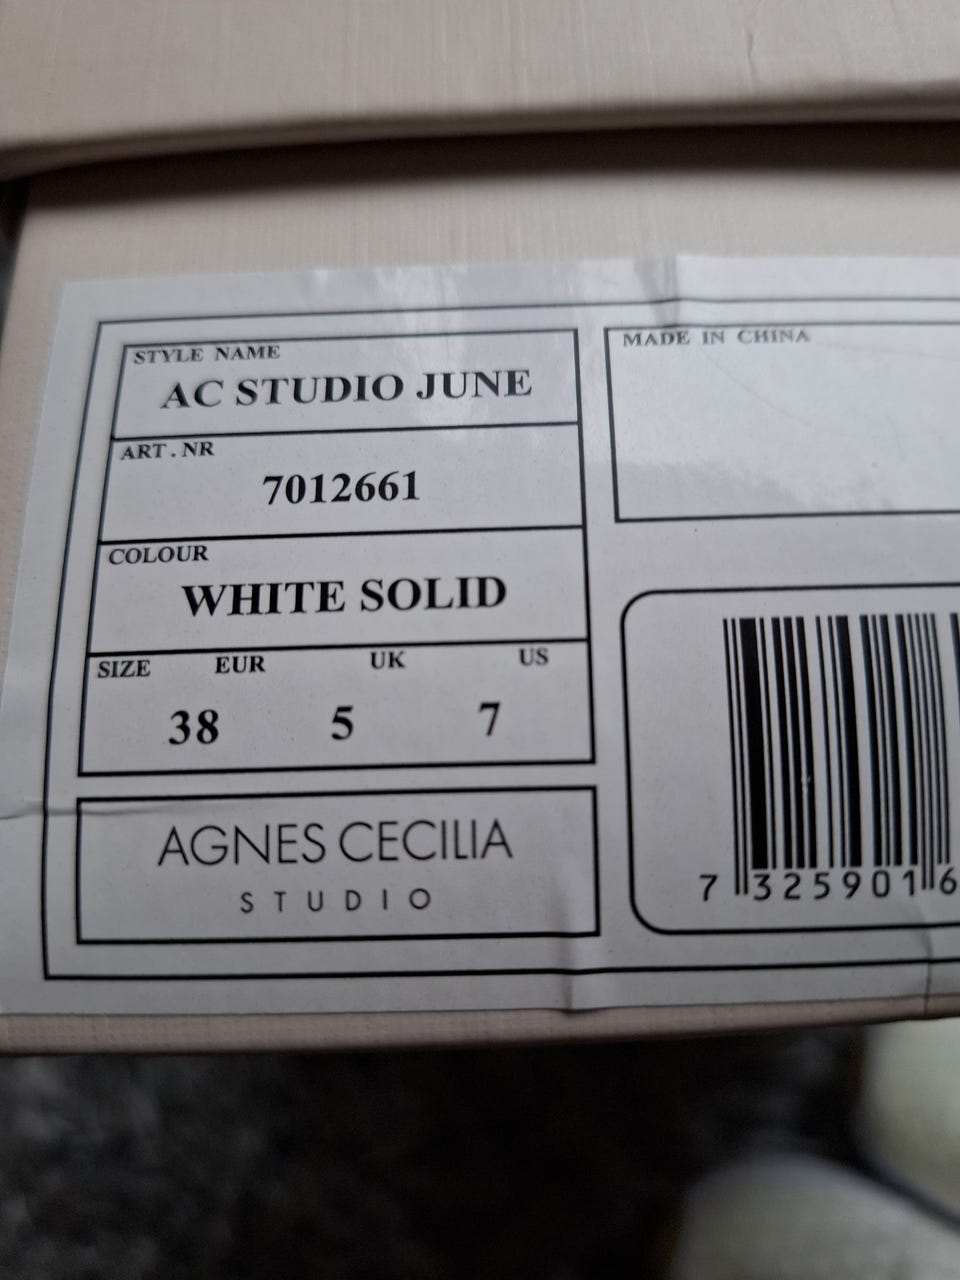 STYLE NAME
AC STUDIO JUNE
ART.NR
7012661
COLOUR
WHITE SOLID
SIZE EUR UK US
38 5 7
AGNES CECILIA
STUDIO
MADE IN CHINA
7 325901 6